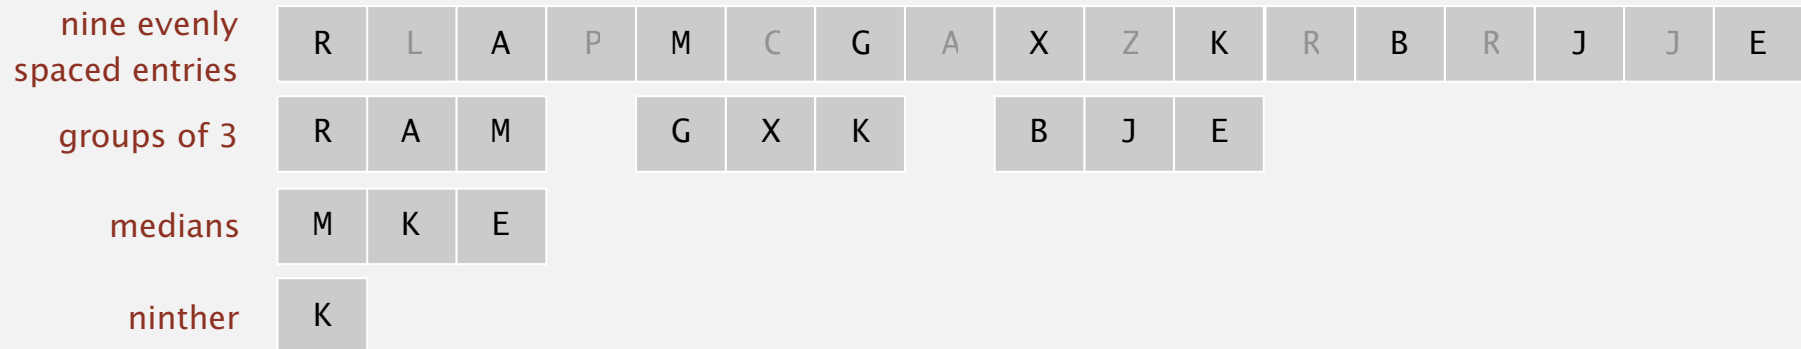 nine evenly
spaced entries
R L A P M C G A X Z K R B R J J E
groups of 3
R A M G X K B J E
medians
M K E
ninther
K